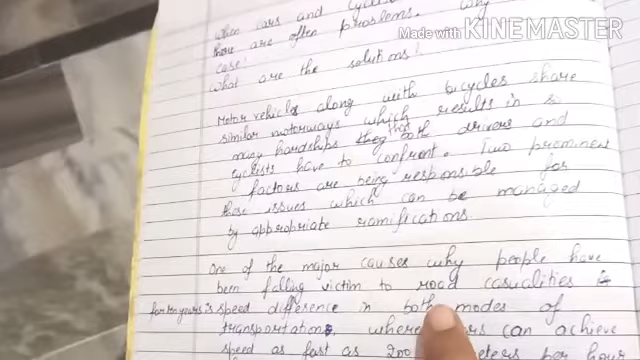 When cars and
there are often problems. Why
case?
What are the solutions?
Made with KINEMASTER
Motor vehicles along with bicycles share
similar motorways which results in so
many hardships that both drivers and
cyclists have to confront. Two prominent
factors are being responsible for
these issues which can be managed
by appropriate ramifications
One of the major causes why people have
been falling victim to road casualities
for many years is speed difference in both modes of
transportations, where cars can achieve
speed as fast as 200 per hour